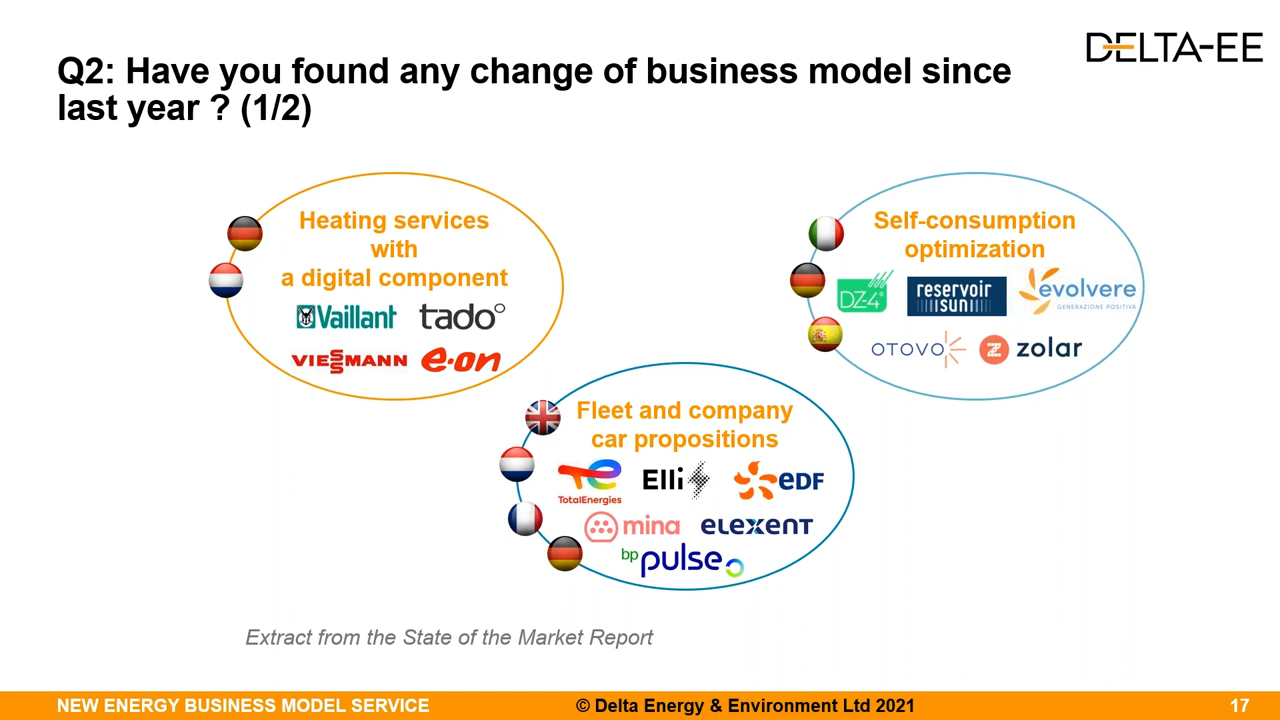 DELTA-EE
Q2: Have you found any change of business model since
last year ? (1/2)
Heating services
with
a digital component
Vaillant tado°
VIESSMANN e·on
Self-consumption
optimization
DZ-4 reservoir
sun
evolvere
GENERAZIONE POSITIVA
OTOVO zolar
Fleet and company
car propositions
TotalEnergies Elli eDF
mina eLeXENT
bp pulse
Extract from the State of the Market Report
NEW ENERGY BUSINESS MODEL SERVICE © Delta Energy & Environment Ltd 2021 17